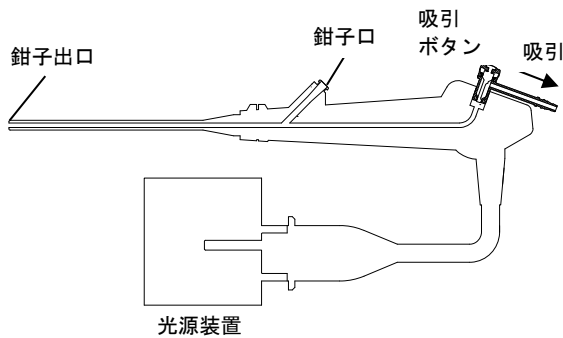 鉗子出口
鉗子口
吸引
ボタン
吸引
光源装置